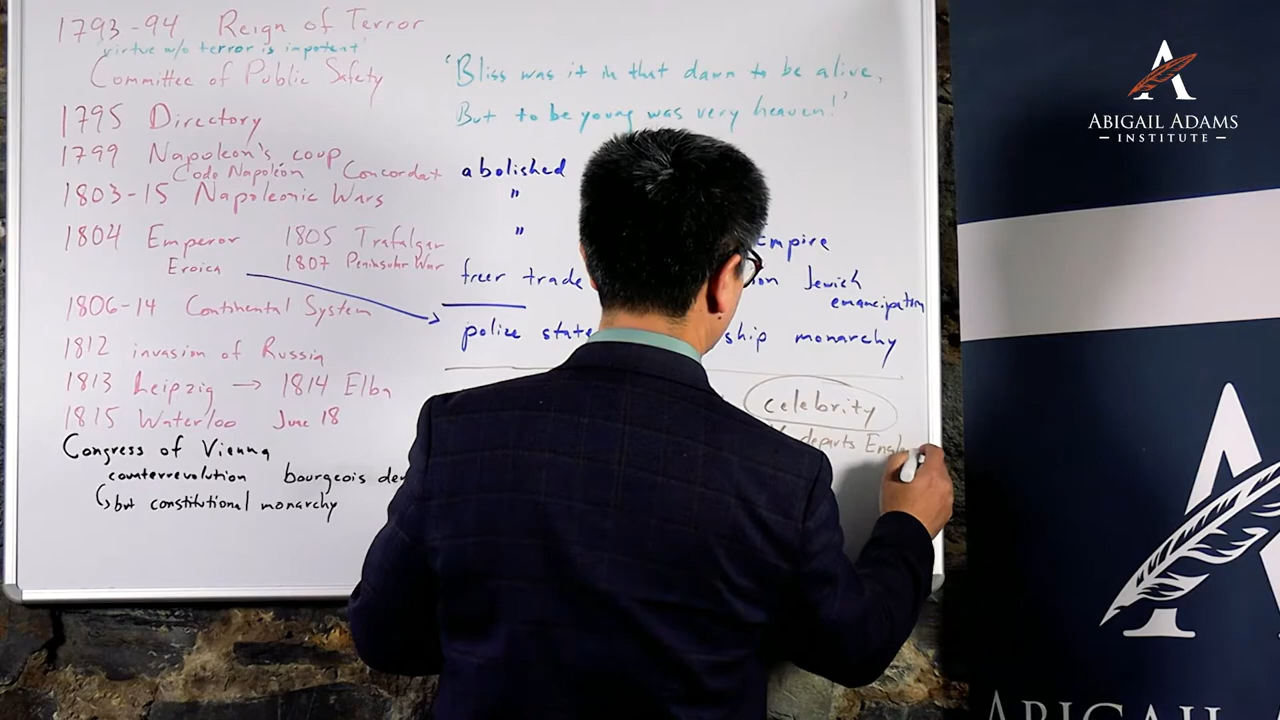 1793-94 Reign of Terror
'virtue w/o terror is impotent'
Committee of Public Safety
1795 Directory
1799 Napoleon's coup
Code Napoléon Concordat
1803-15 Napoleonic Wars
1804 Emperor 1805 Trafalgar
Eroica 1807 Peninsular War
1806-14 Continental System
1812 invasion of Russia
1813 Leipzig → 1814 Elba
1815 Waterloo June 18
Congress of Vienna
counterrevolution bourgeois
but constitutional monarchy
'Bliss was it in that dawn to be alive,
But to be young was very heaven!'
abolished
"
" Empire
freer trade Jewish
emancipation
police state monarchy
celebrity
departs
ABIGAIL ADAMS
INSTITUTE
ABIGAIL